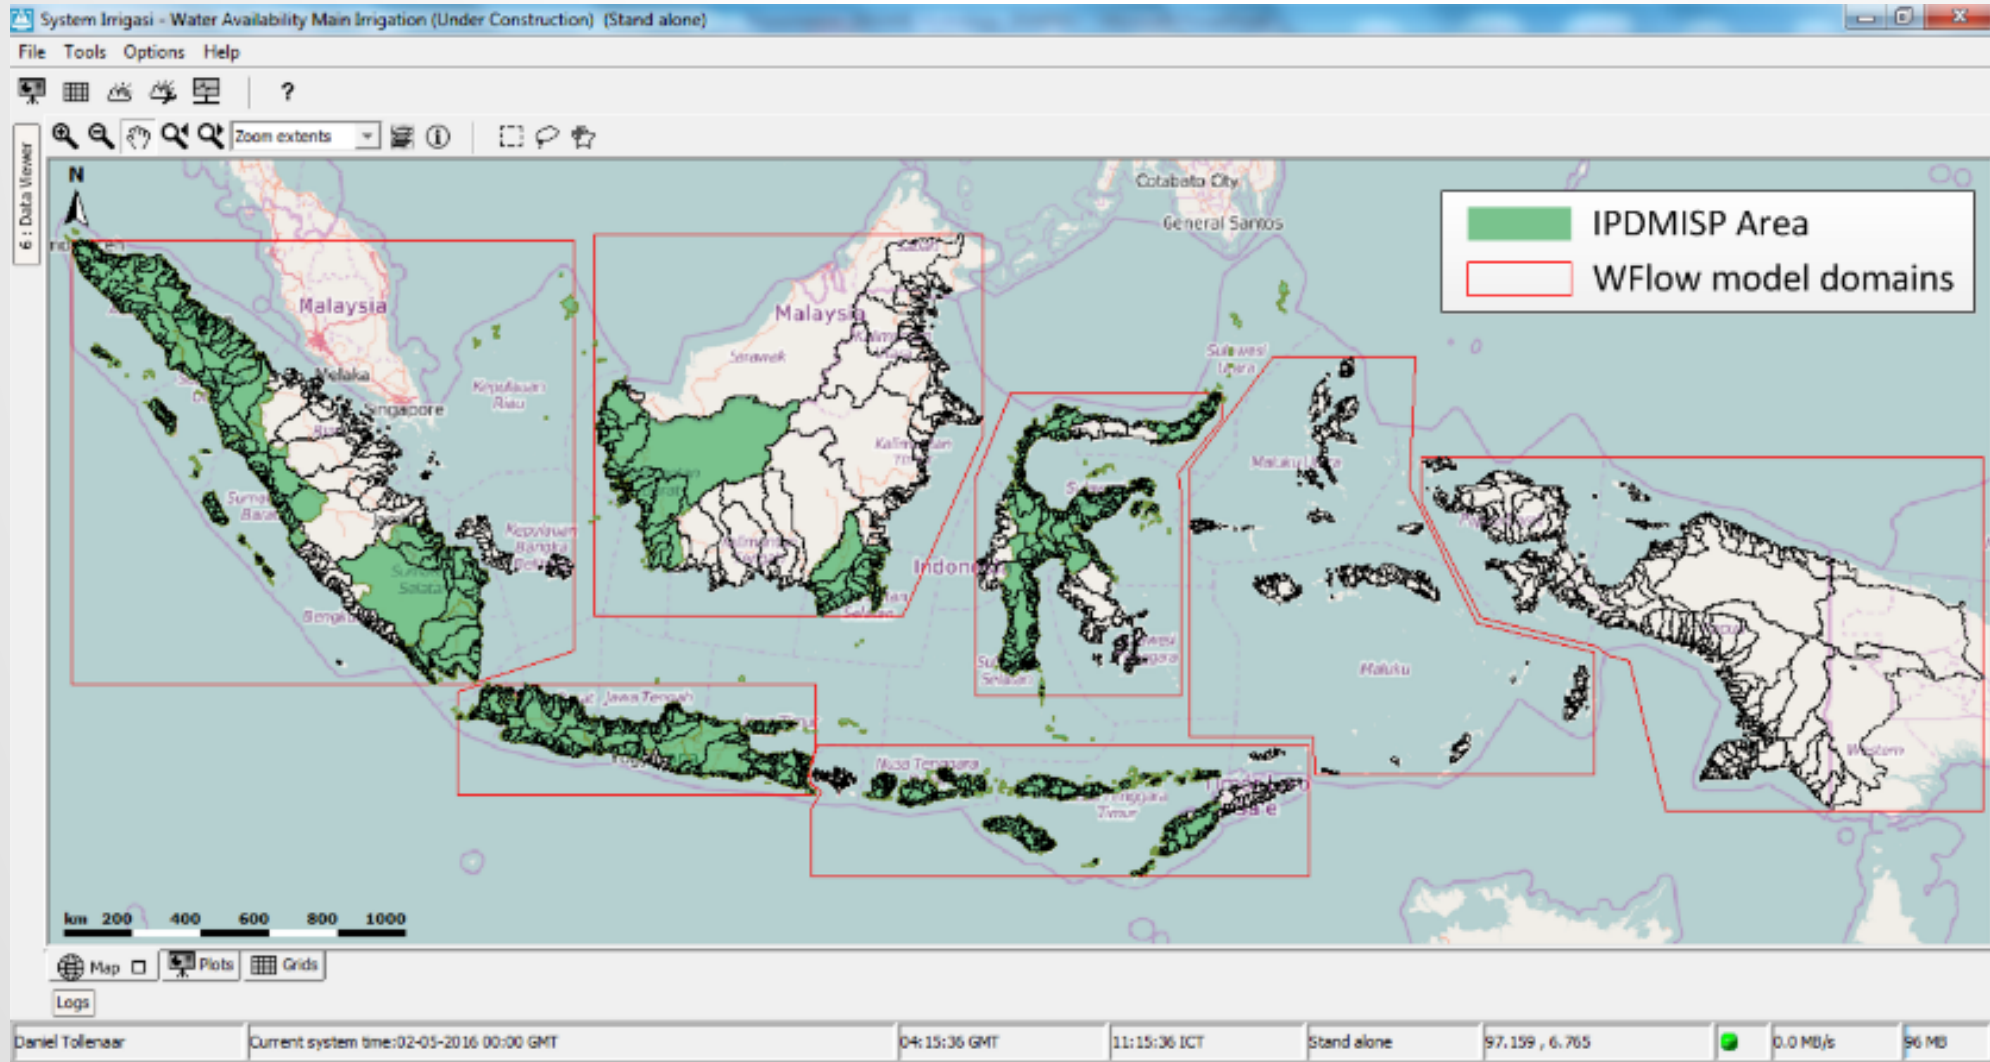 System Irrigasi - Water Availability Main Irrigation (Under Construction) (Stand alone)
File Tools Options Help
?
Zoom extents
6 : Data Viewer
N
Cotabato City
General Santos
IPDMISP Area
WFlow model domains
Malaysia
Malaysia
Sarawak
Melaka
Singapore
Kepulauan
Riau
Sulawesi
Utara
Maluku Utara
Kepulauan
Bangka
Maluku
Jawa Tengah
Nusa Tenggara
Timur
Western
km 200 400 600 800 1000
Map Plots Grids
Logs
Daniel Tollenaar Current system time:02-05-2016 00:00 GMT 04:15:36 GMT 11:15:36 ICT Stand alone 97.159 , 6.765 0.0 MB/s 96 MB